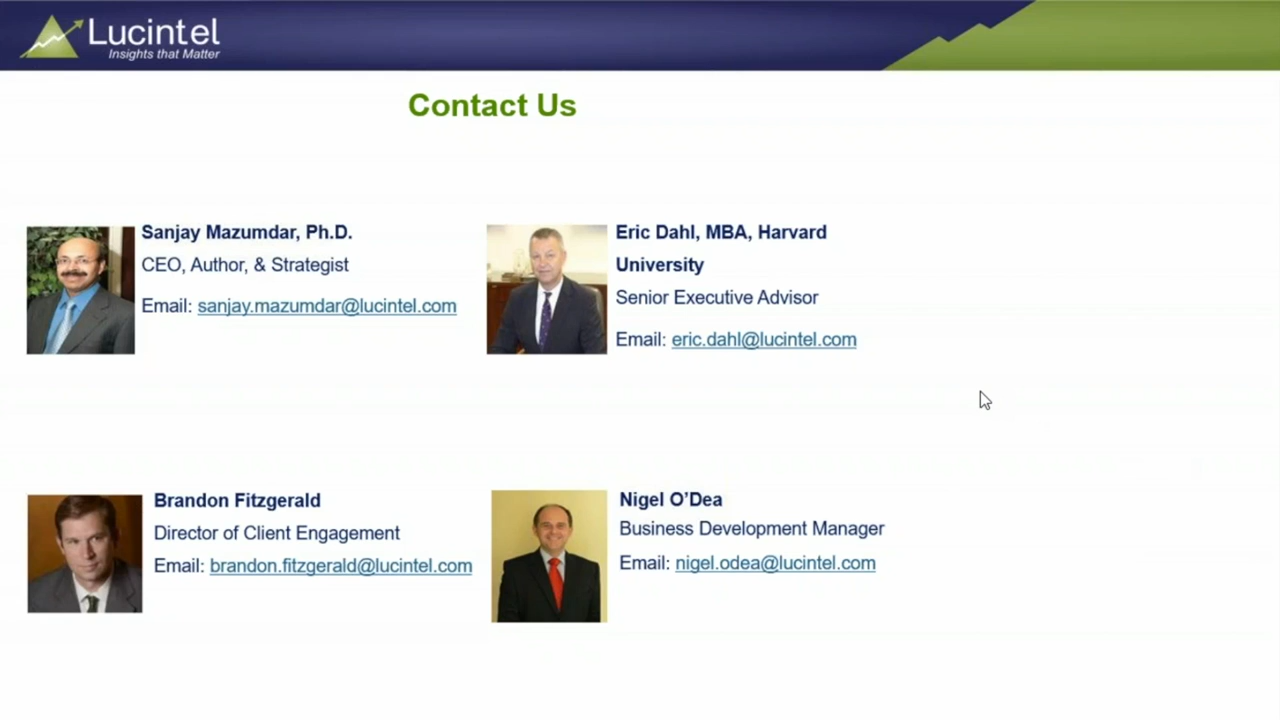 Lucintel
Insights that Matter
Contact Us
Sanjay Mazumdar, Ph.D.
CEO, Author, & Strategist
Email: sanjay.mazumdar@lucintel.com
Eric Dahl, MBA, Harvard
University
Senior Executive Advisor
Email: eric.dahl@lucintel.com
Brandon Fitzgerald
Director of Client Engagement
Email: brandon.fitzgerald@lucintel.com
Nigel O’Dea
Business Development Manager
Email: nigel.odea@lucintel.com